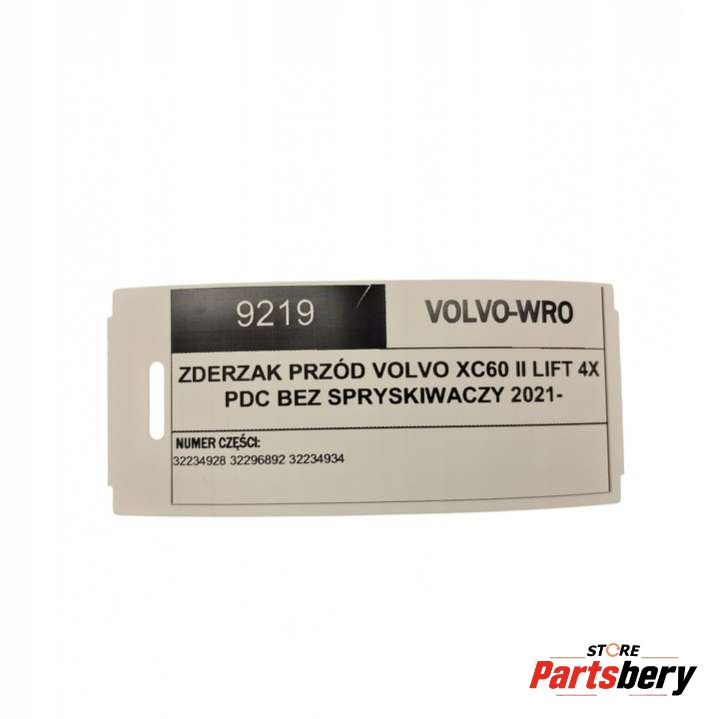 9219
VOLVO-WRO
ZDERZAK PRZÓD VOLVO XC60 II LIFT 4X
PDC BEZ SPRYSKIWACZY 2021-
NUMER CZĘŚCI:
32234928 32296892 32234934
STORE
Partsbery